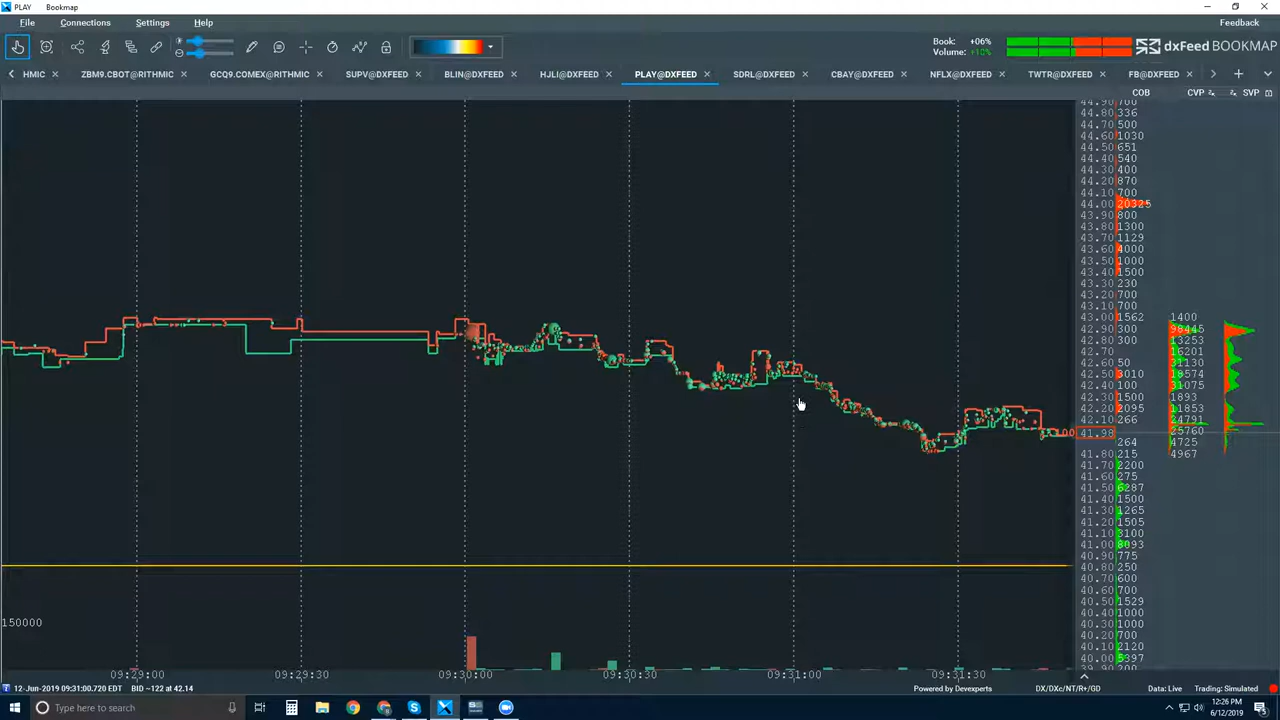 PLAY Bookmap
File Connections Settings Help Feedback
Book: +06%
Volume: +10%
dxFeed BOOKMAP
HMIC ZBM9.CBOT@RITHMIC GCQ9.COMEX@RITHMIC SUPV@DXFEED BLIN@DXFEED HJLI@DXFEED PLAY@DXFEED SDRL@DXFEED CBAY@DXFEED NFLX@DXFEED TWTR@DXFEED FB@DXFEED
COB CVP SVP
44.90 700
44.80 336
44.70 500
44.60 1030
44.50 651
44.40 540
44.30 400
44.20 870
44.10 700
44.00 20325
43.90 800
43.80 1300
43.70 1129
43.60 4000
43.50 1000
43.40 1500
43.30 230
43.20 700
43.10 700
43.00 1562 1400
42.90 300 98445
42.80 300 13253
42.70 16201
42.60 50 31130
42.50 3010 19574
42.40 100 31075
42.30 1500 1893
42.20 2095 11853
42.10 266 24791
41.98 25760
264 4725
41.80 215 4967
41.70 2200
41.60 275
41.50 6287
41.40 1500
41.30 1265
41.20 1505
41.10 3100
41.00 8093
40.90 775
40.80 250
40.70 600
40.60 700
40.50 1529
40.40 1000
40.30 1000
40.20 700
40.10 2120
40.00 5397
150000
09:29:00 09:29:30 09:30:00 09:30:30 09:31:00 09:31:30
12-Jun-2019 09:31:00.720 EDT BID ~122 at 42.14 Powered by Devexperts DX/DXc/NT/R+/GD Data: Live Trading: Simulated
Type here to search
12:26 PM
6/12/2019
5